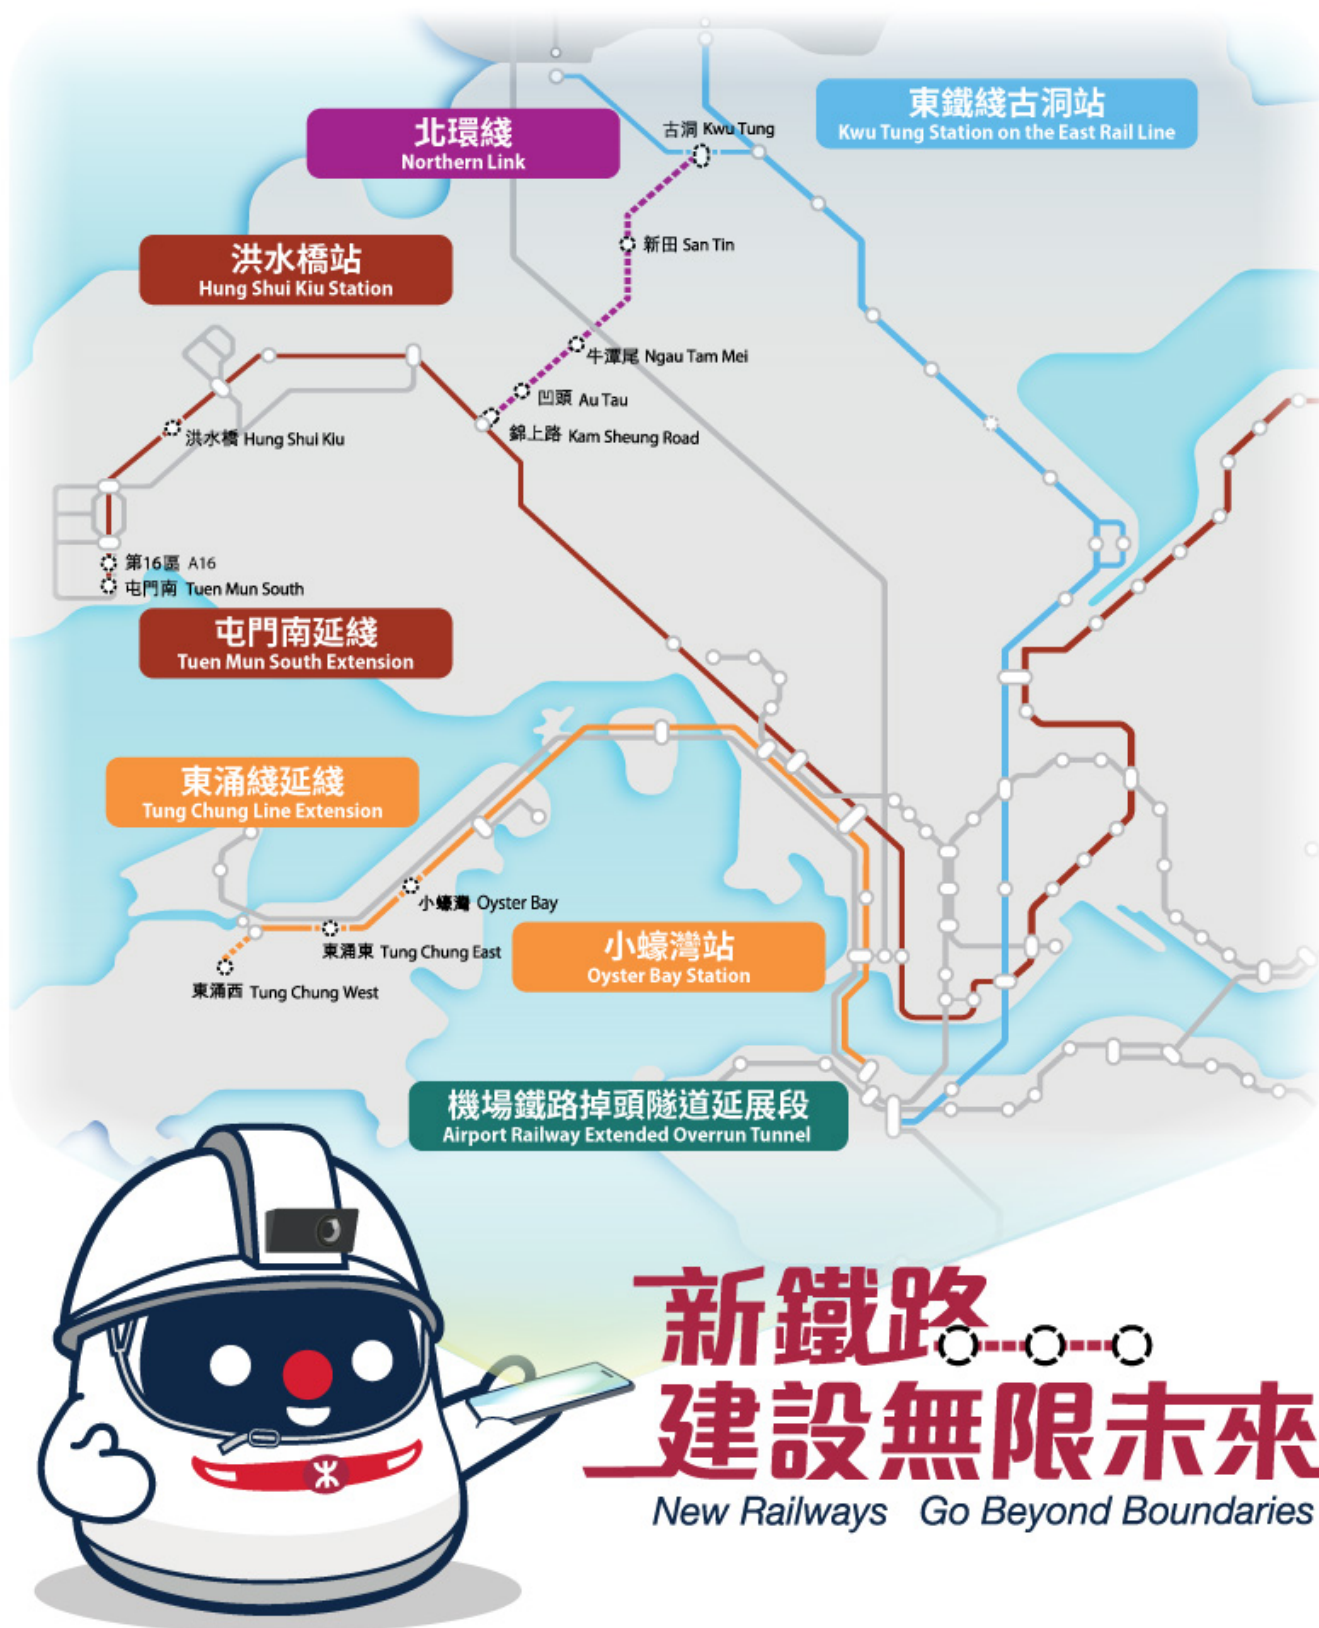 東鐵綫古洞站
Kwu Tung Station on the East Rail Line
北環綫
Northern Link
古洞 Kwu Tung
新田 San Tin
洪水橋站
Hung Shui Kiu Station
牛潭尾 Ngau Tam Mei
凹頭 Au Tau
錦上路 Kam Sheung Road
洪水橋 Hung Shui Kiu
第16區 A16
屯門南 Tuen Mun South
屯門南延綫
Tuen Mun South Extension
東涌綫延綫
Tung Chung Line Extension
小蠔灣 Oyster Bay
東涌東 Tung Chung East
東涌西 Tung Chung West
小蠔灣站
Oyster Bay Station
機場鐵路掉頭隧道延展段
Airport Railway Extended Overrun Tunnel
新鐵路
建設無限未來
New Railways Go Beyond Boundaries